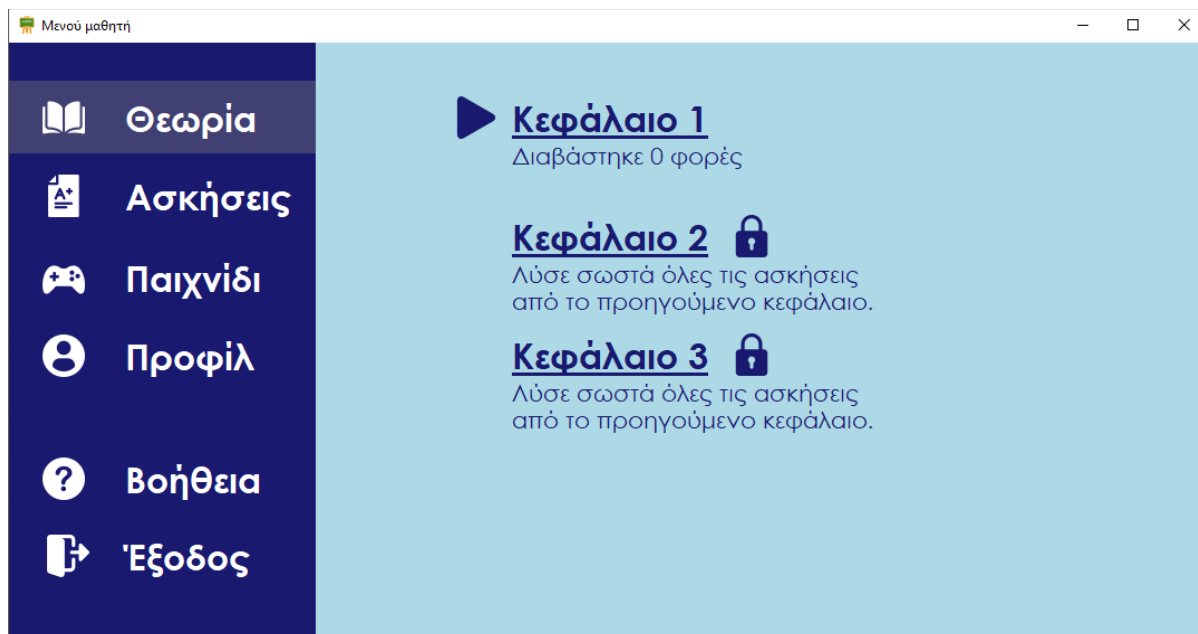 Μενού μαθητή
Θεωρία
Ασκήσεις
Παιχνίδι
Προφίλ
Βοήθεια
Έξοδος
Κεφάλαιο 1
Διαβάστηκε 0 φορές
Κεφάλαιο 2
Λύσε σωστά όλες τις ασκήσεις
από το προηγούμενο κεφάλαιο.
Κεφάλαιο 3
Λύσε σωστά όλες τις ασκήσεις
από το προηγούμενο κεφάλαιο.